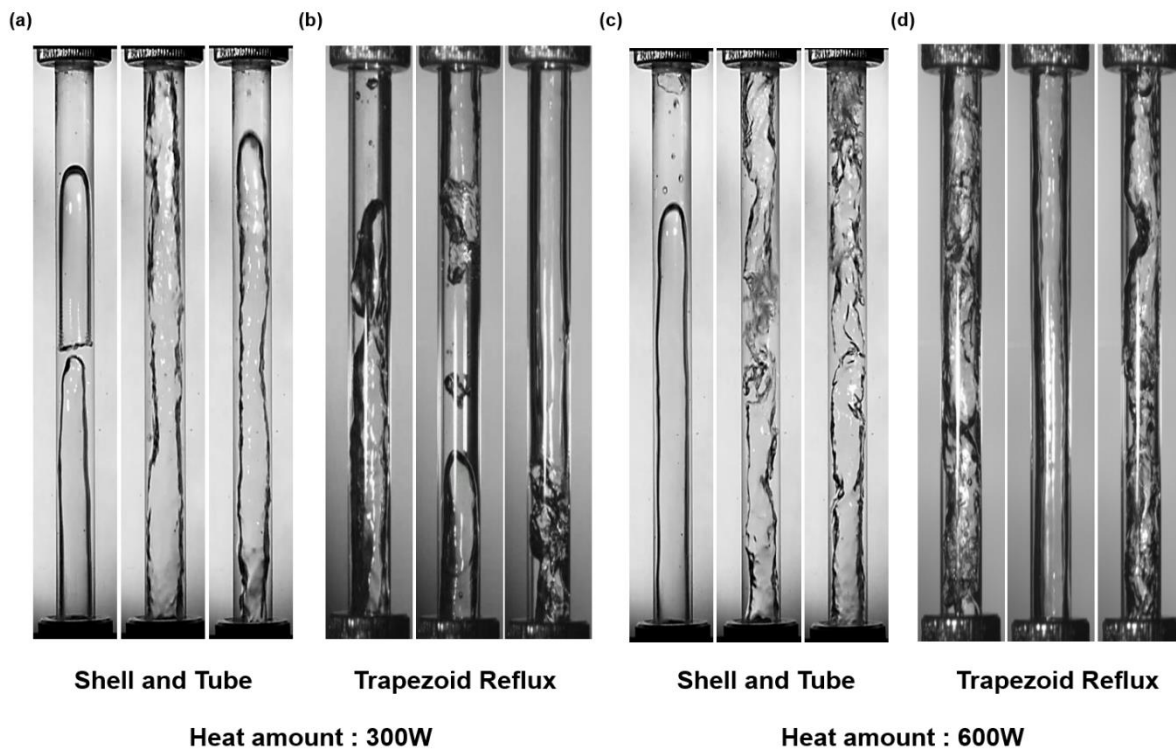 (a) (b) (c) (d)
Shell and Tube Trapezoid Reflux Shell and Tube Trapezoid Reflux
Heat amount : 300W Heat amount : 600W